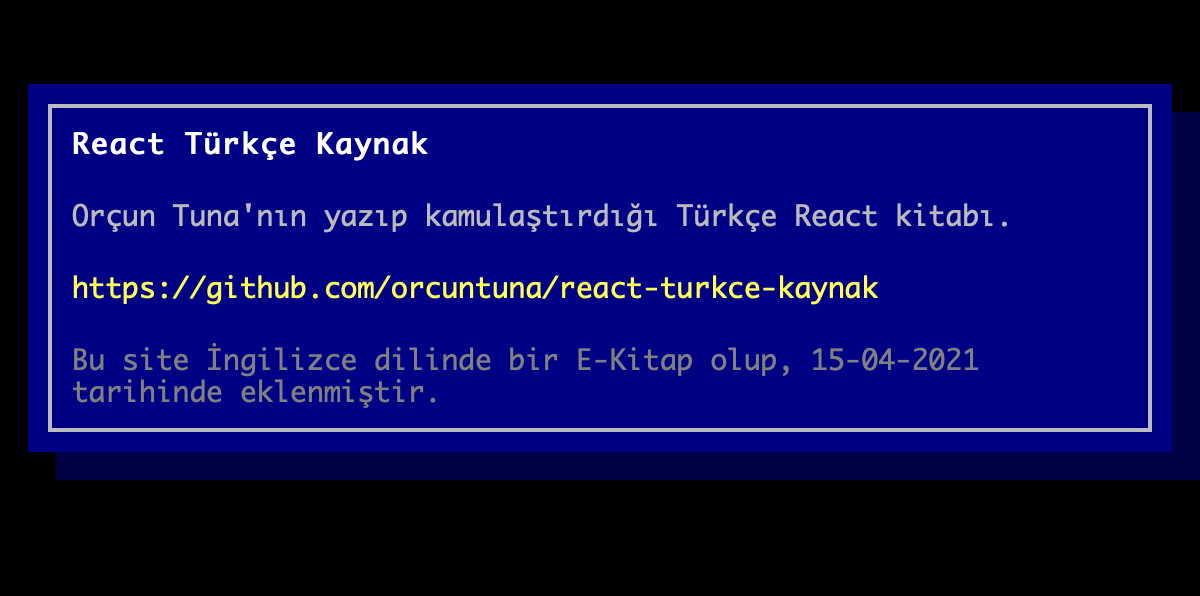 React Türkçe Kaynak
Orçun Tuna'nın yazıp kamulaştırdığı Türkçe React kitabı.
https://github.com/orcuntuna/react-turkce-kaynak
Bu site İngilizce dilinde bir E-Kitap olup, 15-04-2021
tarihinde eklenmiştir.